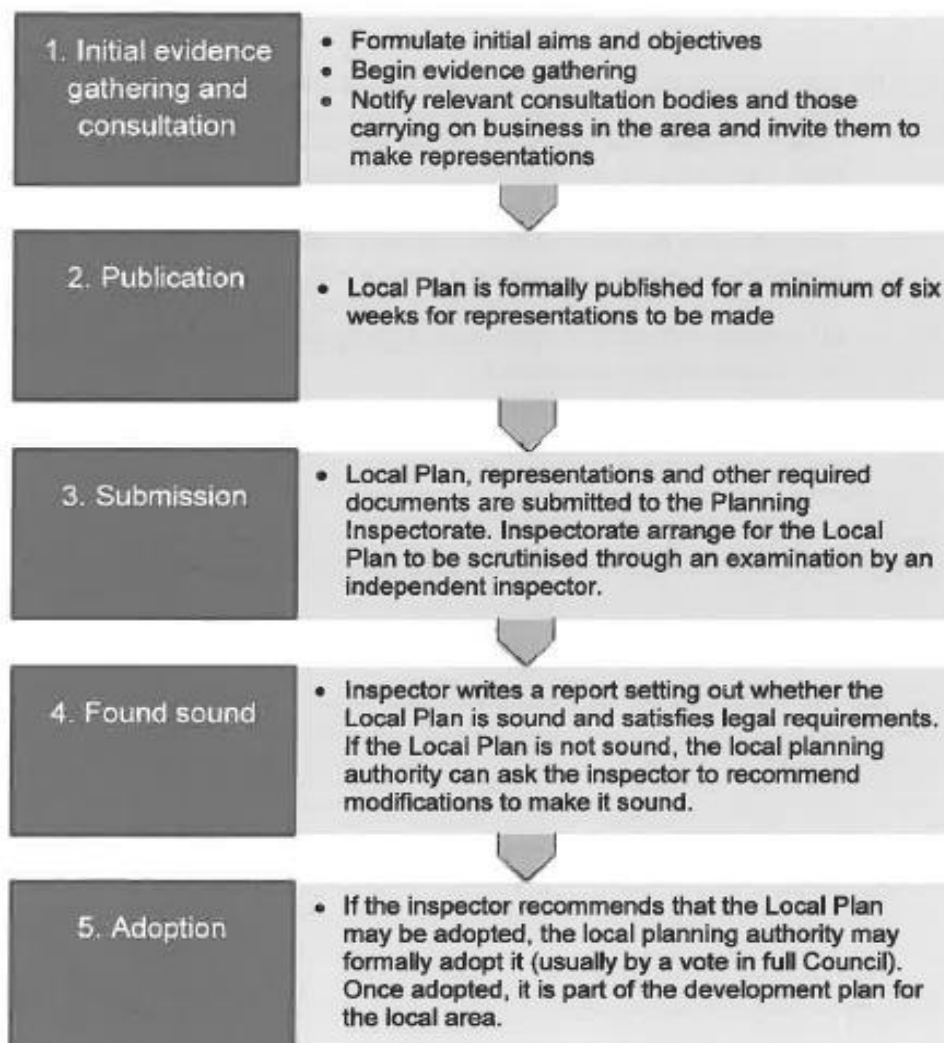 1. Initial evidence
gathering and
consultation
• Formulate initial aims and objectives
• Begin evidence gathering
• Notify relevant consultation bodies and those
carrying on business in the area and invite them to
make representations
2. Publication
• Local Plan is formally published for a minimum of six
weeks for representations to be made
3. Submission
• Local Plan, representations and other required
documents are submitted to the Planning
Inspectorate. Inspectorate arrange for the Local
Plan to be scrutinised through an examination by an
independent inspector.
4. Found sound
• Inspector writes a report setting out whether the
Local Plan is sound and satisfies legal requirements.
If the Local Plan is not sound, the local planning
authority can ask the inspector to recommend
modifications to make it sound.
5. Adoption
• If the inspector recommends that the Local Plan
may be adopted, the local planning authority may
formally adopt it (usually by a vote in full Council).
Once adopted, it is part of the development plan for
the local area.